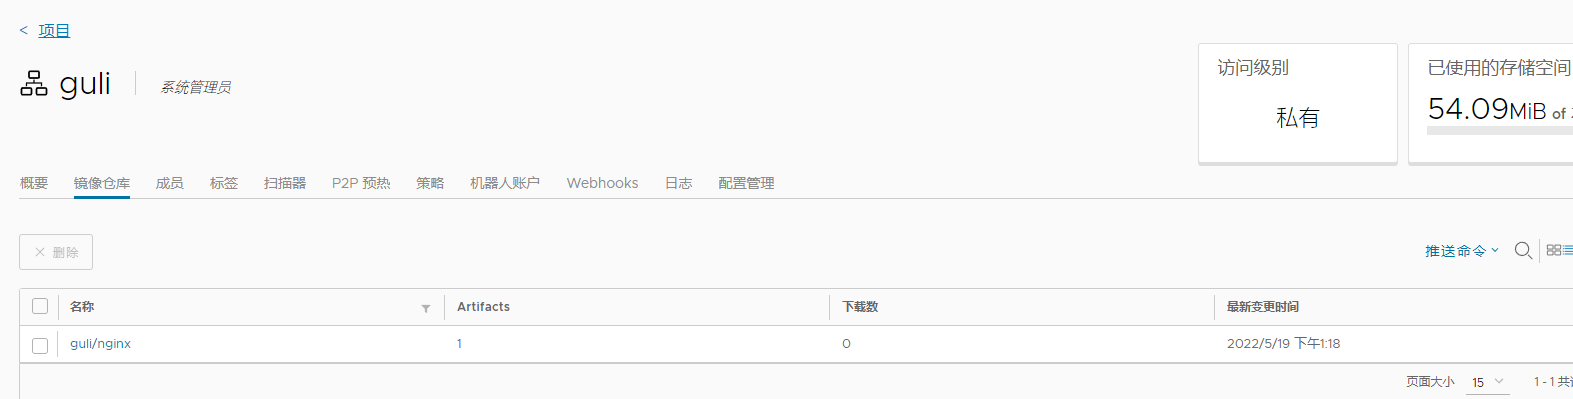 < 项目
guli 系统管理员
访问级别
私有
已使用的存储空间
54.09MiB of
概要 镜像仓库 成员 标签 扫描器 P2P 预热 策略 机器人账户 Webhooks 日志 配置管理
× 删除
推送命令
名称 Artifacts 下载数 最新变更时间
guli/nginx 1 0 2022/5/19 下午1:18
页面大小 15 1 - 1 共